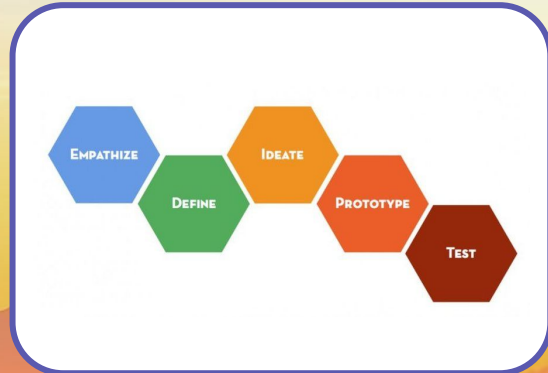 EMPATHIZE
DEFINE
IDEATE
PROTOTYPE
TEST